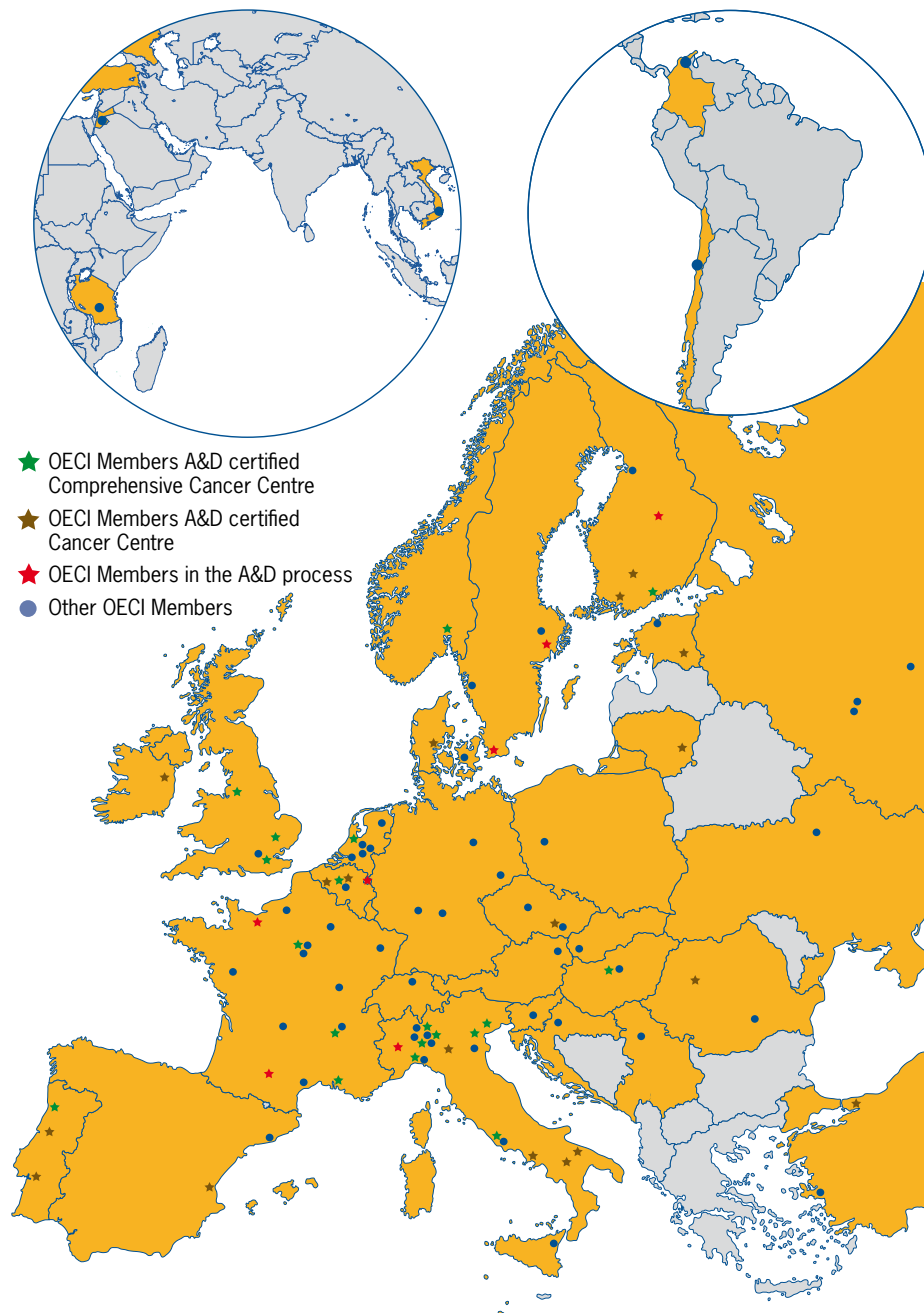 OECI Members A&D certified
Comprehensive Cancer Centre
OECI Members A&D certified
Cancer Centre
OECI Members in the A&D process
Other OECI Members